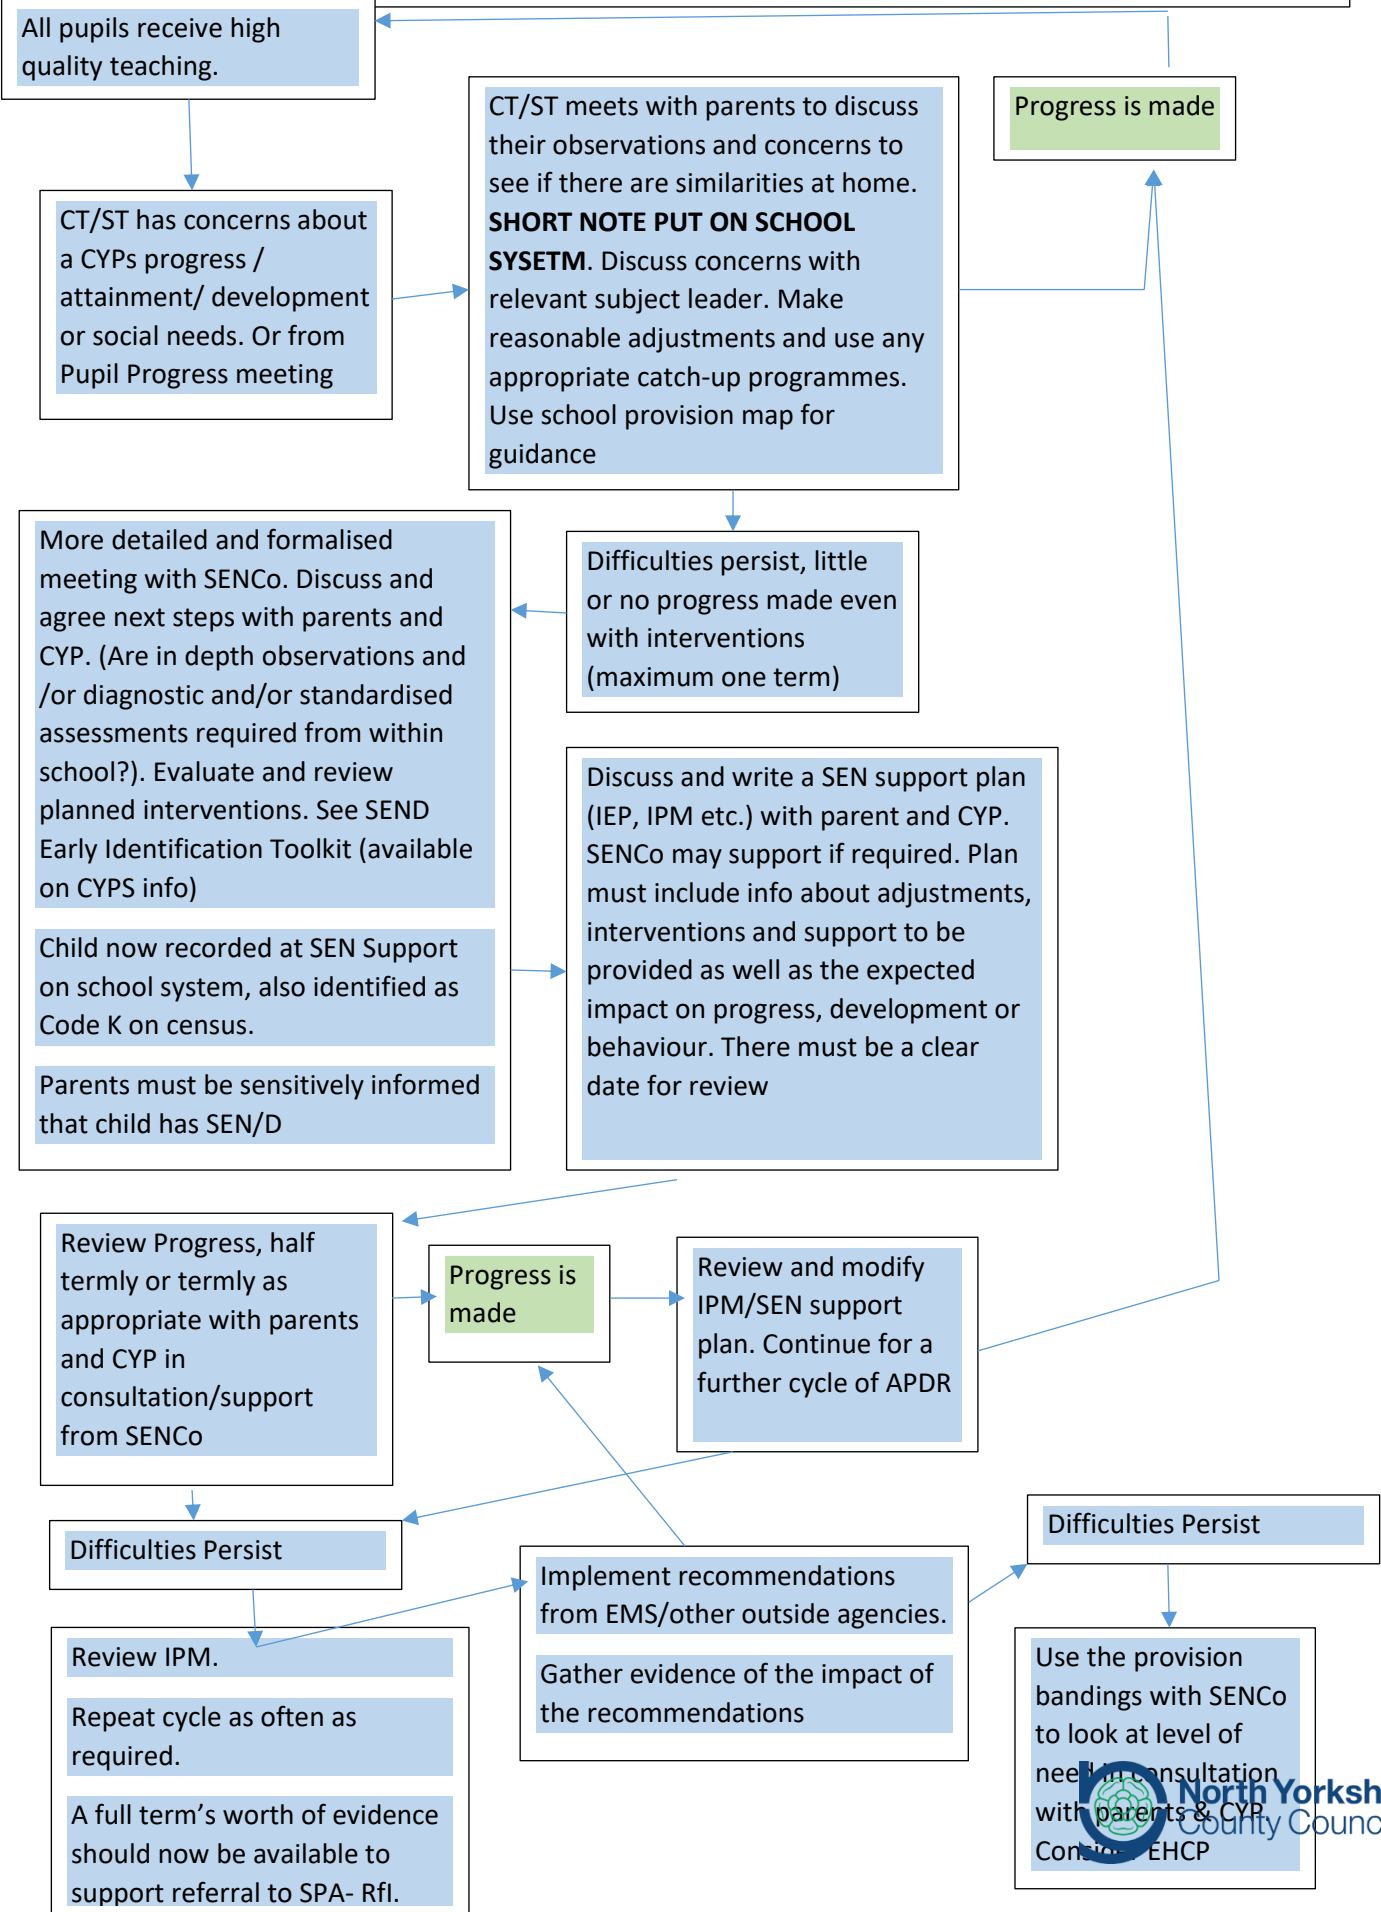 All pupils receive high
quality teaching.
Progress is made
CT/ST has concerns about
a CYPs progress /
attainment/ development
or social needs. Or from
Pupil Progress meeting
CT/ST meets with parents to discuss
their observations and concerns to
see if there are similarities at home.
SHORT NOTE PUT ON SCHOOL
SYSETM. Discuss concerns with
relevant subject leader. Make
reasonable adjustments and use any
appropriate catch-up programmes.
Use school provision map for
guidance
Difficulties persist, little
or no progress made even
with interventions
(maximum one term)
More detailed and formalised
meeting with SENCo. Discuss and
agree next steps with parents and
CYP. (Are in depth observations and
/or diagnostic and/or standardised
assessments required from within
school?). Evaluate and review
planned interventions. See SEND
Early Identification Toolkit (available
on CYPS info)
Child now recorded at SEN Support
on school system, also identified as
Code K on census.
Parents must be sensitively informed
that child has SEN/D
Discuss and write a SEN support plan
(IEP, IPM etc.) with parent and CYP.
SENCo may support if required. Plan
must include info about adjustments,
interventions and support to be
provided as well as the expected
impact on progress, development or
behaviour. There must be a clear
date for review
Review Progress, half
termly or termly as
appropriate with parents
and CYP in
consultation/support
from SENCo
Progress is
made
Review and modify
IPM/SEN support
plan. Continue for a
further cycle of APDR
Difficulties Persist
Review IPM.
Repeat cycle as often as
required.
A full term's worth of evidence
should now be available to
support referral to SPA- RfI.
Implement recommendations
from EMS/other outside agencies.
Gather evidence of the impact of
the recommendations
Difficulties Persist
Use the provision
bandings with SENCo
to look at level of
need in consultation
with parents & CYP.
Consider EHCP
North Yorksh
County Counc